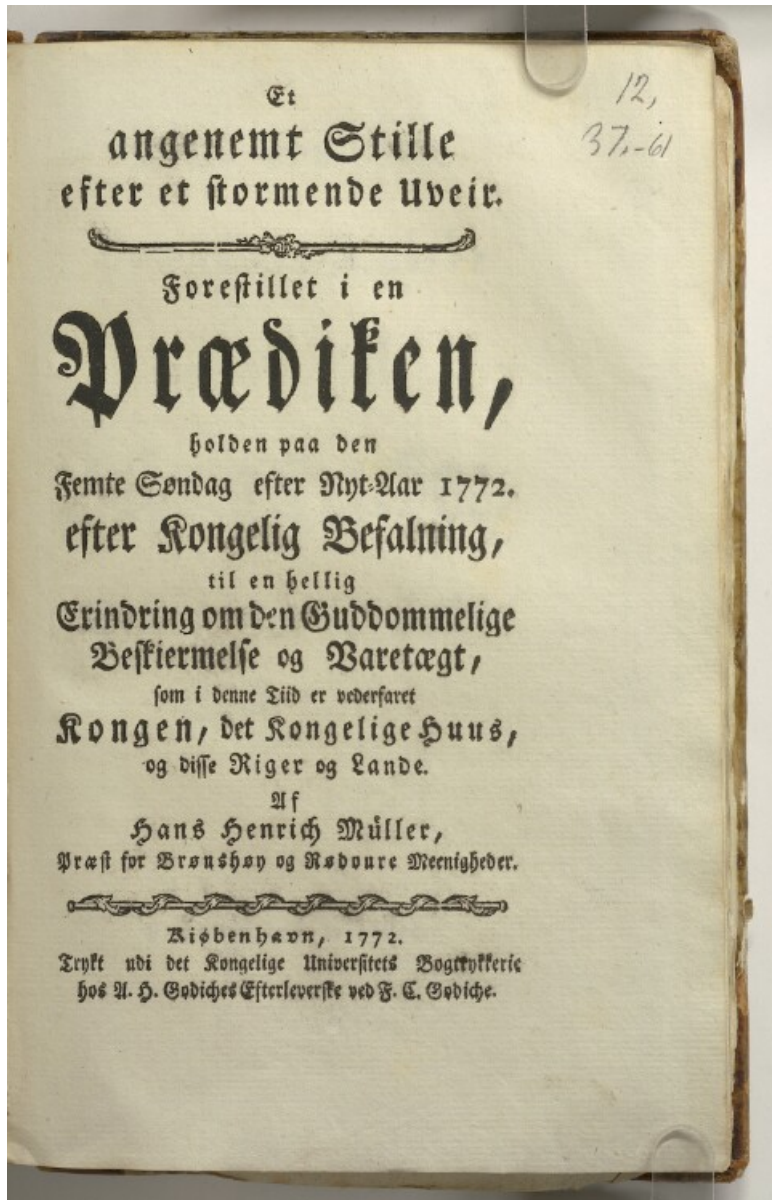 Et
angenemt Stille
efter et stormende Uveir.
Forestillet i en
Prædiken,
holden paa den
Femte Søndag efter Nyt-Aar 1772.
efter Kongelig Befalning,
til en hellig
Erindring om den Guddommelige
Beskiermelse og Varetægt,
som i denne Tiid er vederfaret
Kongen, det Kongelige Huus,
og disse Riger og Lande.
Af
Hans Henrich Müller,
Præst for Brønshøy og Rødoure Meenigheder.
Kiøbenhavn, 1772.
Trykt udi det Kongelige Universitets Bogtrykkerie
hos A. H. Godiches Efterleverske ved F. C. Godiche.
12,
37.-61